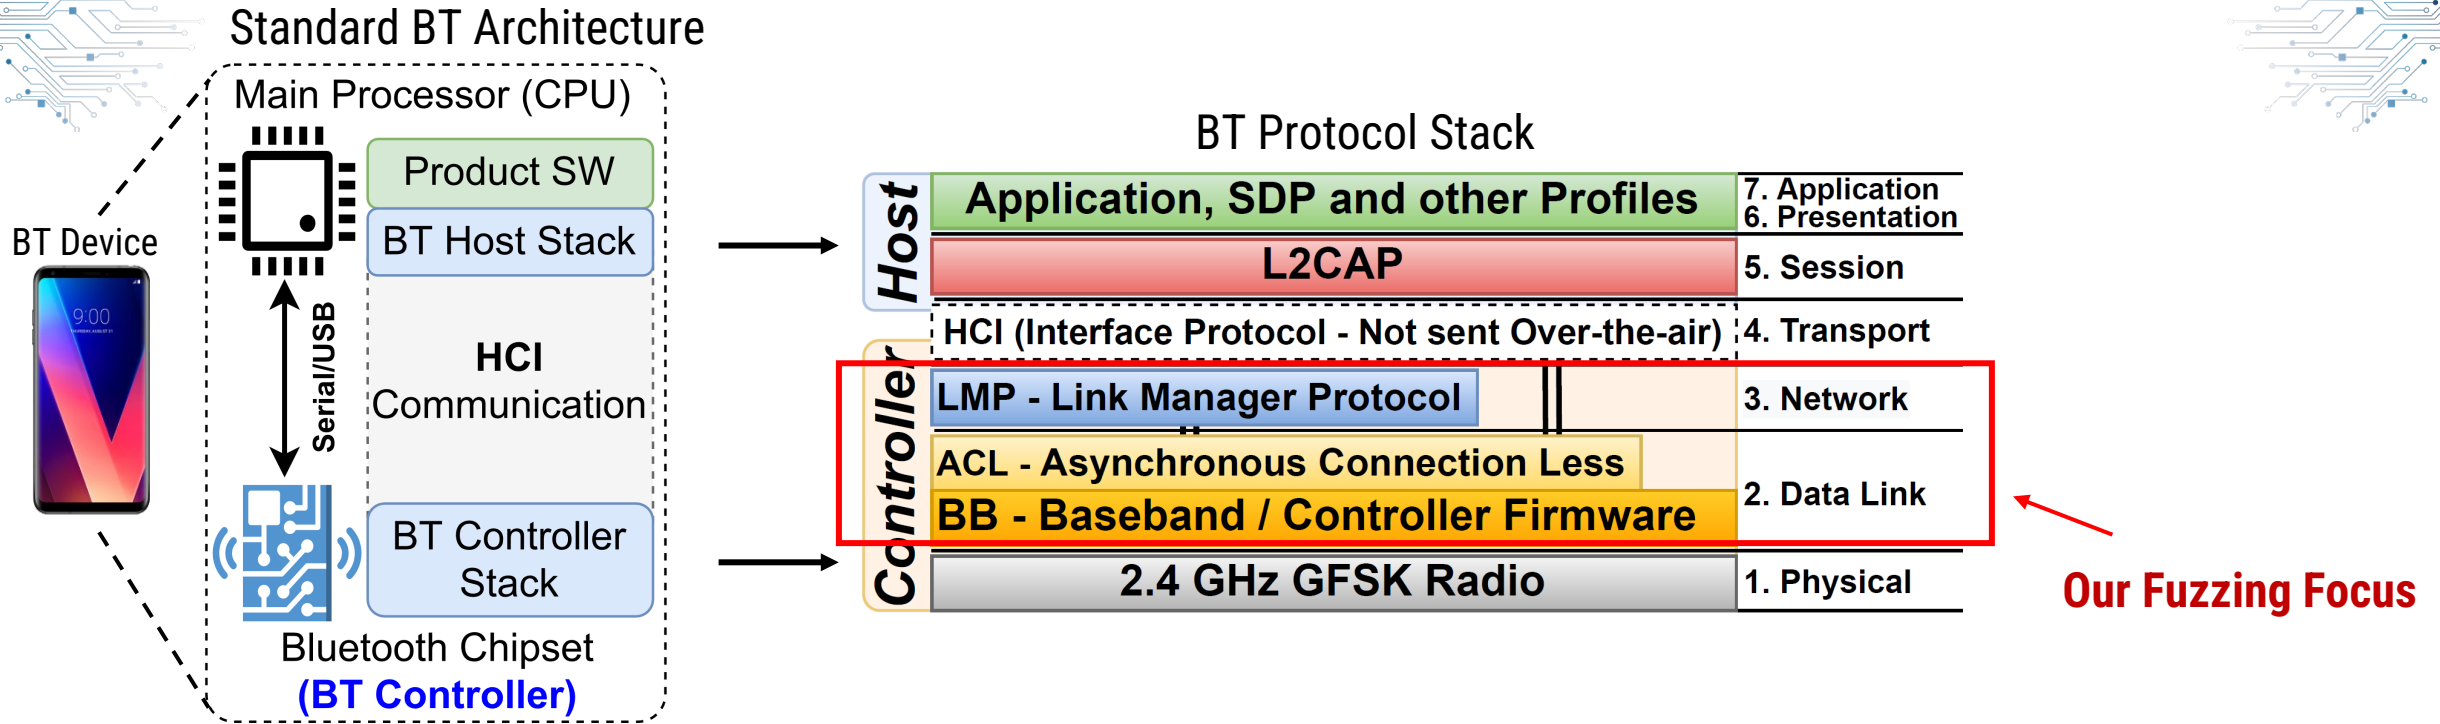 Standard BT Architecture
Main Processor (CPU)
Product SW
BT Host Stack
BT Device
9:00
Serial/USB
HCI
Communication
BT Controller
Stack
Bluetooth Chipset
(BT Controller)
BT Protocol Stack
Host
Application, SDP and other Profiles
7. Application
6. Presentation
L2CAP
5. Session
HCI (Interface Protocol - Not sent Over-the-air)
4. Transport
Controller
LMP - Link Manager Protocol
3. Network
ACL - Asynchronous Connection Less
BB - Baseband / Controller Firmware
2. Data Link
2.4 GHz GFSK Radio
1. Physical
Our Fuzzing Focus